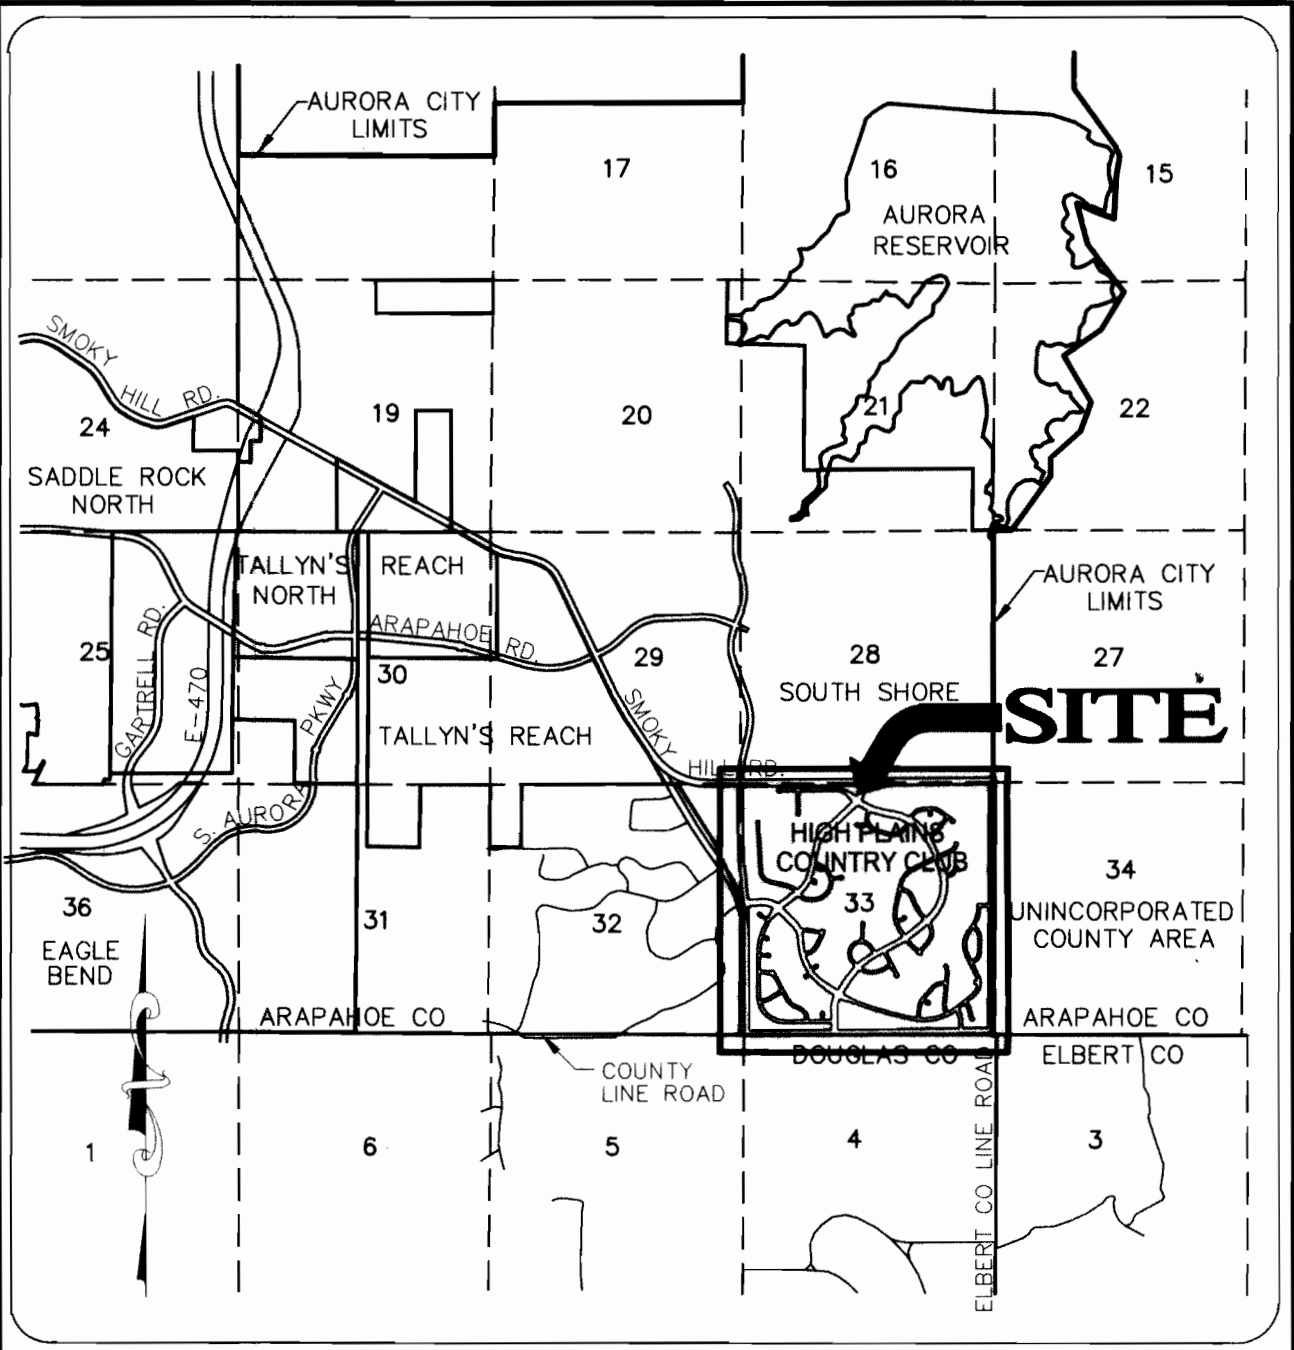 AURORA CITY
LIMITS
17
16
15
AURORA
RESERVOIR
SMOKY
HILL RD.
24
19
20
21
22
SADDLE ROCK
NORTH
TALLYN'S REACH
NORTH
AURORA CITY
LIMITS
ARAPAHOE RD.
GARTRELL RD.
25
E-470
30
29
28
27
SOUTH SHORE
SITE
PKWY
S. AURORA
TALLYN'S REACH
SMOKY
HILL RD.
HIGH PLAINS
COUNTRY CLUB
33
34
36
31
32
UNINCORPORATED
COUNTY AREA
EAGLE
BEND
ARAPAHOE CO
ARAPAHOE CO
DOUGLAS CO
ELBERT CO
COUNTY
LINE ROAD
ELBERT CO LINE ROAD
1
6
5
4
3